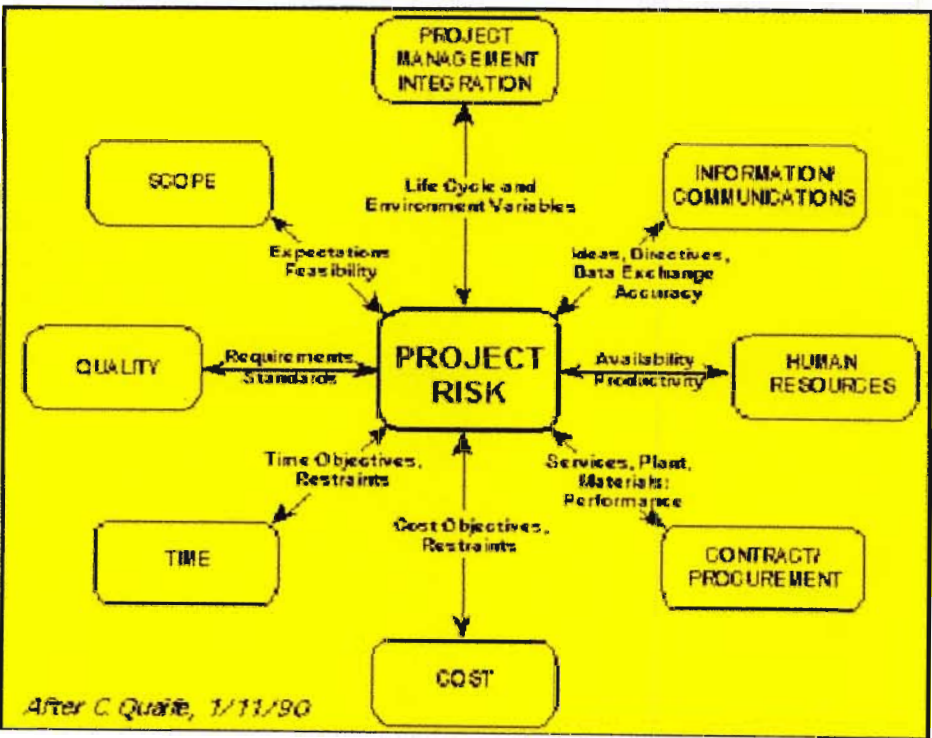 PROJECT
MANAGEMENT
INTEGRATION
SCOPE
INFORMATION/
COMMUNICATIONS
Life Cycle and
Environment Variables
Expectations
Feasibility
Ideas, Directives,
Data Exchange
Accuracy
QUALITY
Requirements
Standards
PROJECT
RISK
Availability
Productivity
HUMAN
RESOURCES
Time Objectives,
Restraints
Services, Plant,
Materials:
Performance
Cost Objectives,
Restraints
TIME
CONTRACT/
PROCUREMENT
COST
After C Quaife, 1/11/90